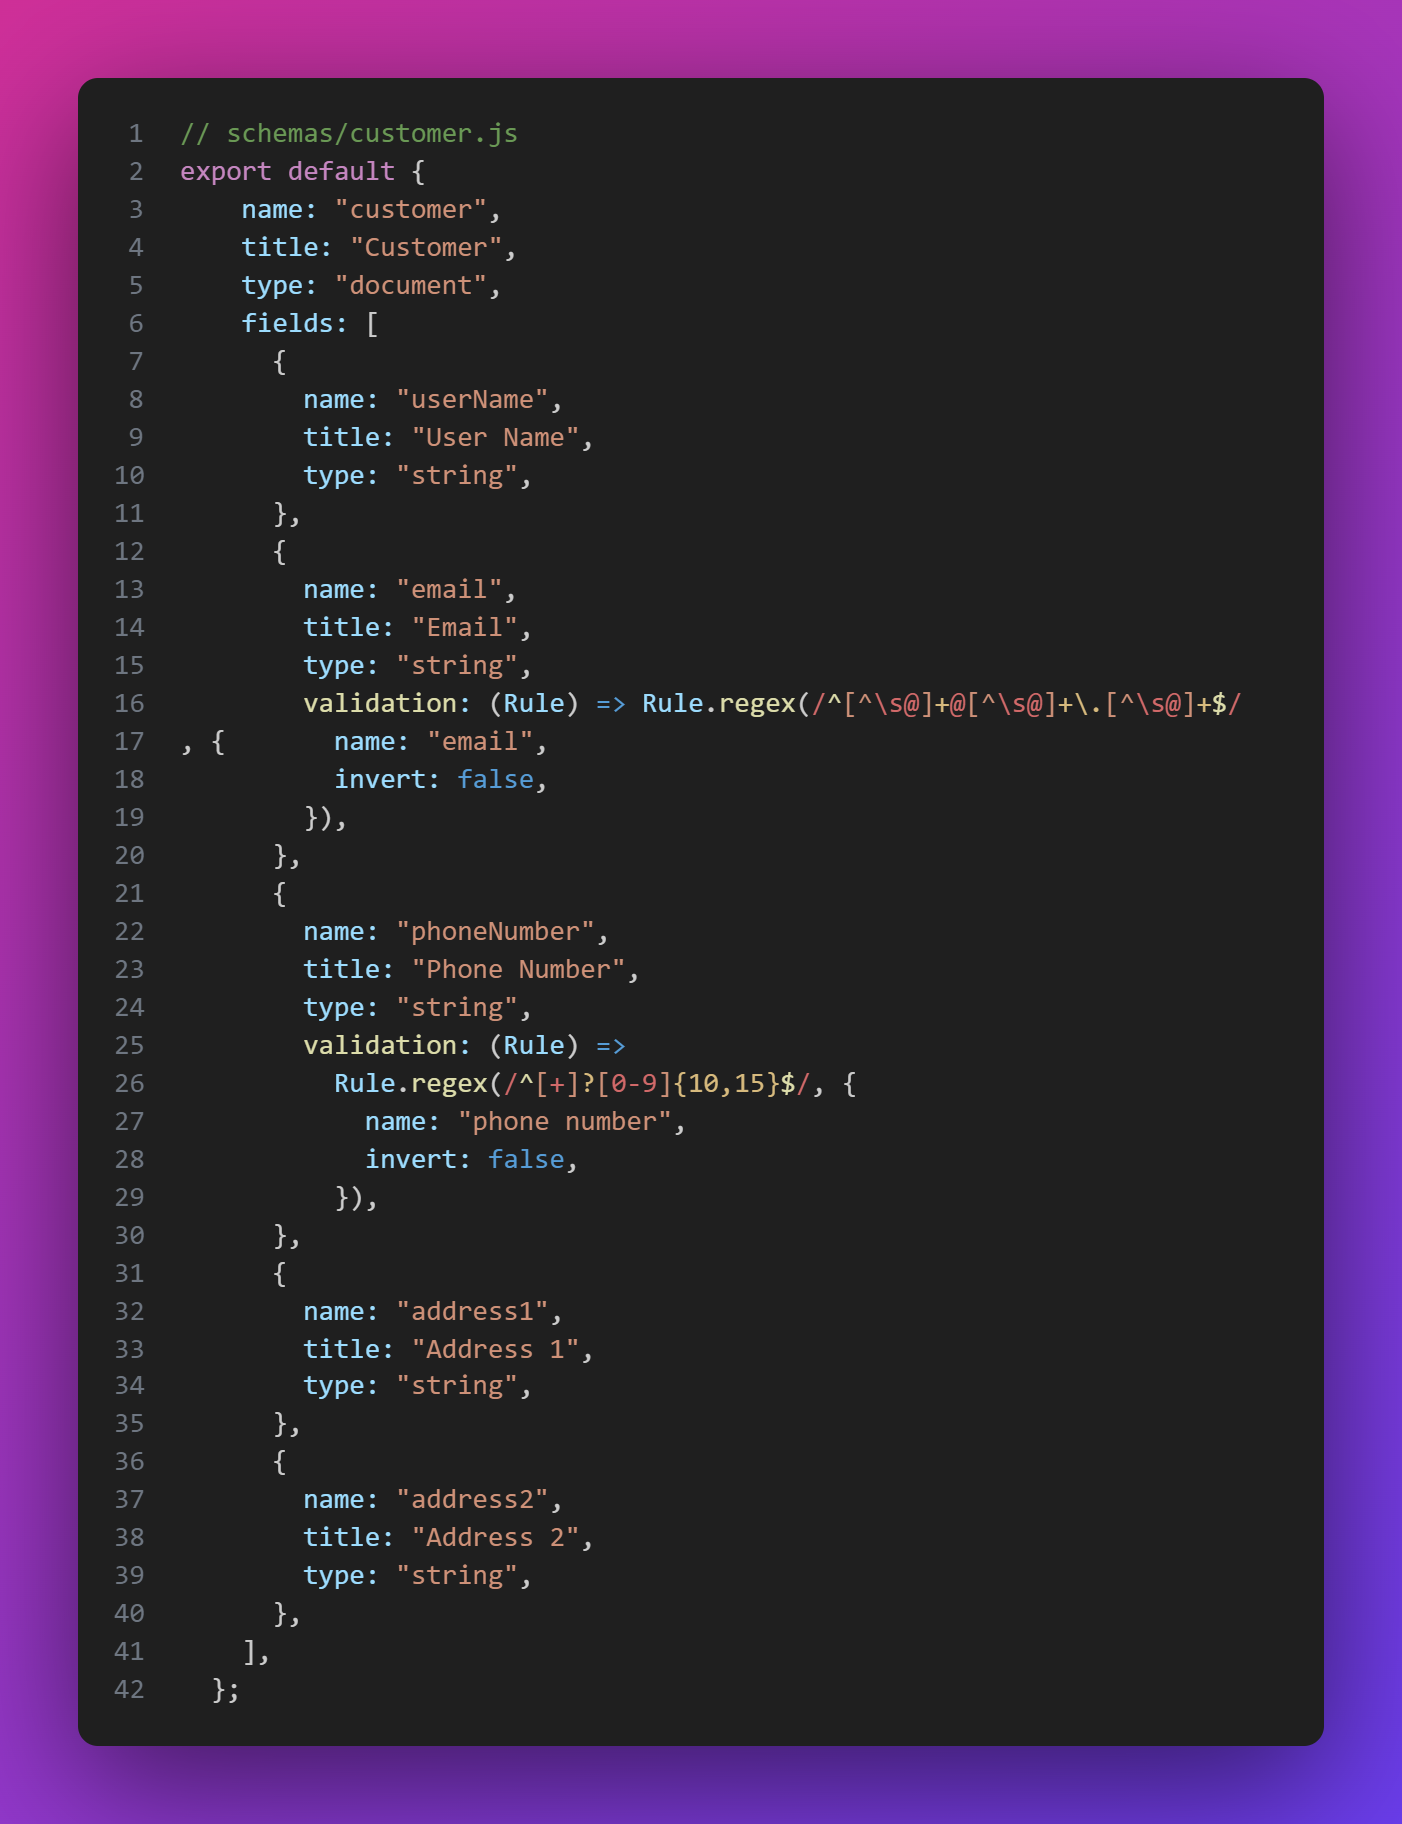 1 // schemas/customer.js
2 export default {
3     name: "customer",
4     title: "Customer",
5     type: "document",
6     fields: [
7       {
8         name: "userName",
9         title: "User Name",
10         type: "string",
11       },
12       {
13         name: "email",
14         title: "Email",
15         type: "string",
16         validation: (Rule) => Rule.regex(/^[^\s@]+@[^\s@]+\.[^\s@]+$/
17 , {       name: "email",
18           invert: false,
19         }),
20       },
21       {
22         name: "phoneNumber",
23         title: "Phone Number",
24         type: "string",
25         validation: (Rule) =>
26           Rule.regex(/^[+]?[0-9]{10,15}$/, {
27             name: "phone number",
28             invert: false,
29           }),
30       },
31       {
32         name: "address1",
33         title: "Address 1",
34         type: "string",
35       },
36       {
37         name: "address2",
38         title: "Address 2",
39         type: "string",
40       },
41     ],
42   };